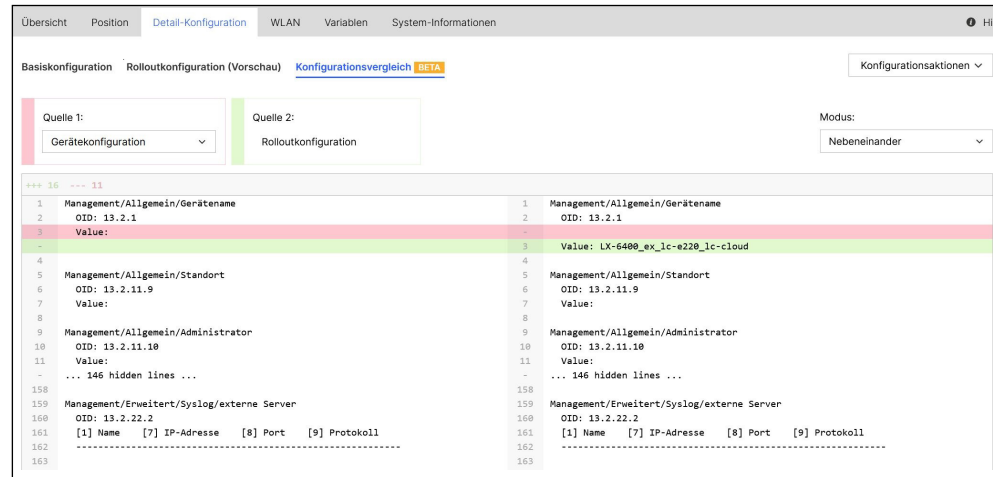 Übersicht Position Detail-Konfiguration WLAN Variablen System-Informationen Hi
Basiskonfiguration Rolloutkonfiguration (Vorschau) Konfigurationsvergleich BETA Konfigurationsaktionen
Quelle 1: Quelle 2: Modus:
Gerätekonfiguration Rolloutkonfiguration Nebeneinander
+++ 16 --- 11
1 Management/Allgemein/Gerätename 1 Management/Allgemein/Gerätename
2 OID: 13.2.1 2 OID: 13.2.1
3 Value: -
- 3 Value: LX-6400_ex_lc-e220_lc-cloud
4 4
5 Management/Allgemein/Standort 5 Management/Allgemein/Standort
6 OID: 13.2.11.9 6 OID: 13.2.11.9
7 Value: 7 Value:
8 8
9 Management/Allgemein/Administrator 9 Management/Allgemein/Administrator
10 OID: 13.2.11.10 10 OID: 13.2.11.10
11 Value: 11 Value:
- ... 146 hidden lines ... - ... 146 hidden lines ...
158 158
159 Management/Erweitert/Syslog/externe Server 159 Management/Erweitert/Syslog/externe Server
160 OID: 13.2.22.2 160 OID: 13.2.22.2
161 [1] Name [7] IP-Adresse [8] Port [9] Protokoll 161 [1] Name [7] IP-Adresse [8] Port [9] Protokoll
162 ----------------------------------------------------------- 162 -----------------------------------------------------------
163 163